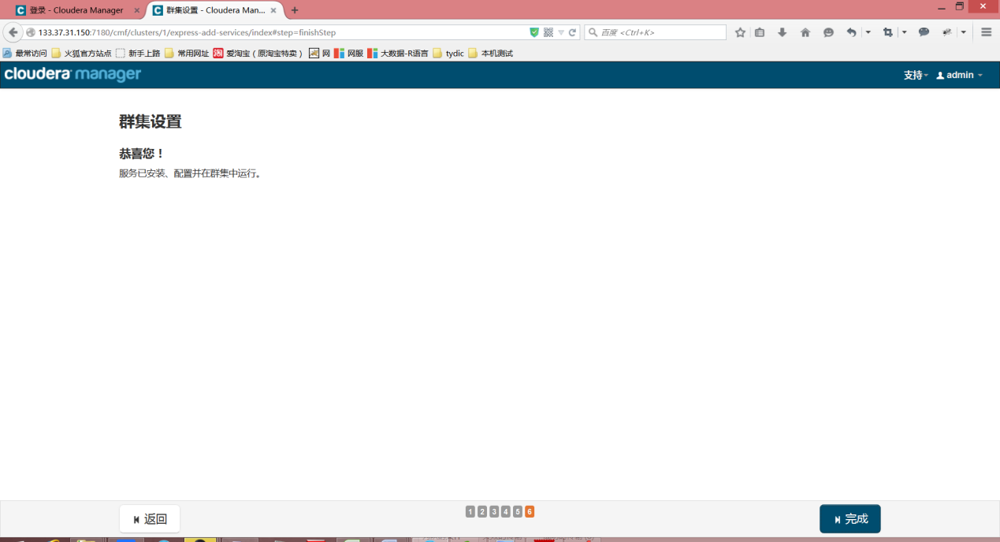 登录 - Cloudera Manager
群集设置 - Cloudera Man...
133.37.31.150:7180/cmf/clusters/1/express-add-services/index#step=finishStep
百度 <Ctrl+K>
最常访问 火狐官方站点 新手上路 常用网址 爱淘宝（原淘宝特卖） 网 网服 大数据-R语言 tydic 本机测试
cloudera manager
支持 admin
群集设置
恭喜您！
服务已安装、配置并在群集中运行。
返回 1 2 3 4 5 6 完成